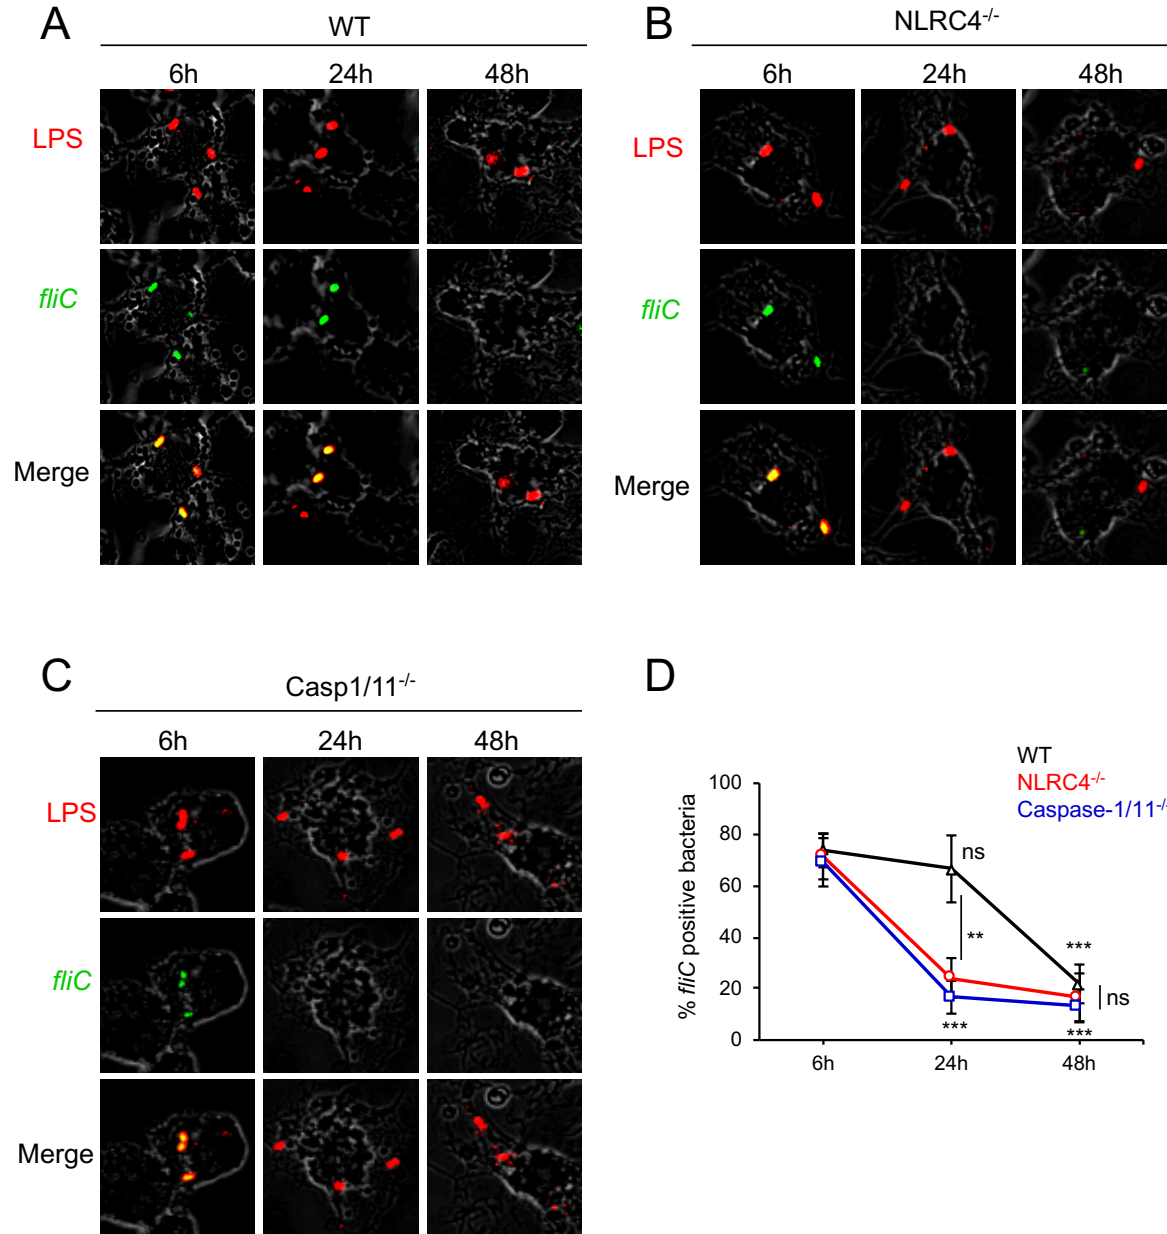 A
WT
6h 24h 48h
LPS
fliC
Merge
B
NLRC4-/-
6h 24h 48h
LPS
fliC
Merge
C
Casp1/11-/-
6h 24h 48h
LPS
fliC
Merge
D
WT
NLRC4-/-
Caspase-1/11-/-
% fliC positive bacteria
100
80
60
40
20
0
ns
**
***
***
ns
***
6h 24h 48h